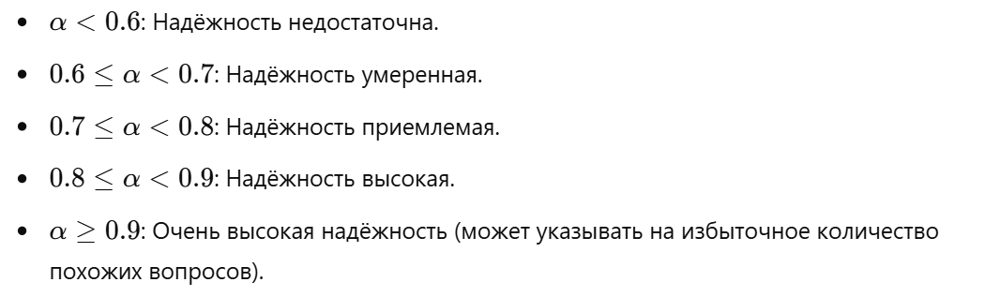 • α < 0.6: Надёжность недостаточна.
• 0.6 ≤ α < 0.7: Надёжность умеренная.
• 0.7 ≤ α < 0.8: Надёжность приемлемая.
• 0.8 ≤ α < 0.9: Надёжность высокая.
• α ≥ 0.9: Очень высокая надёжность (может указывать на избыточное количество
похожих вопросов).